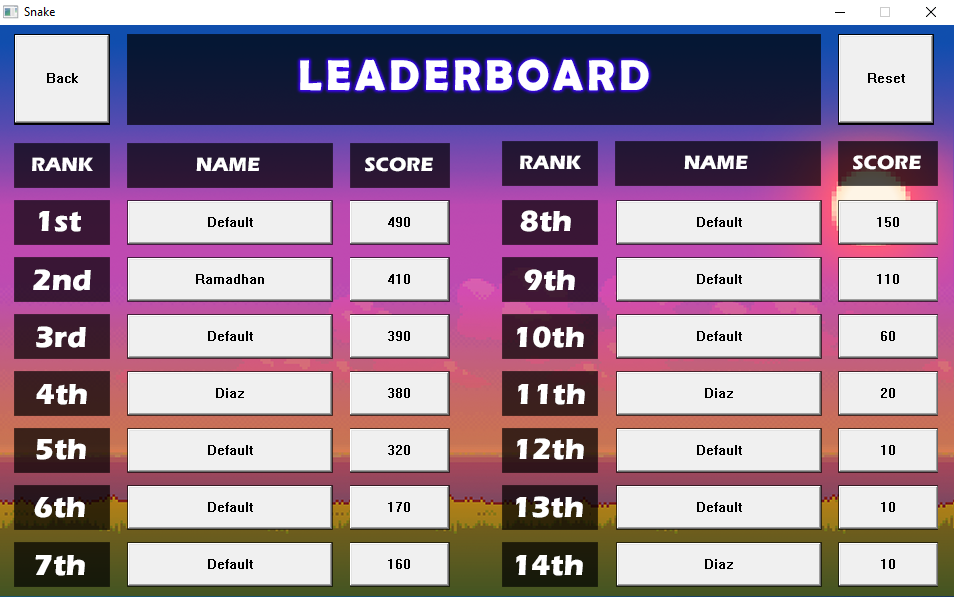 Snake
Back
LEADERBOARD
Reset
RANK NAME SCORE
1st Default 490
2nd Ramadhan 410
3rd Default 390
4th Diaz 380
5th Default 320
6th Default 170
7th Default 160
RANK NAME SCORE
8th Default 150
9th Default 110
10th Default 60
11th Diaz 20
12th Default 10
13th Default 10
14th Diaz 10